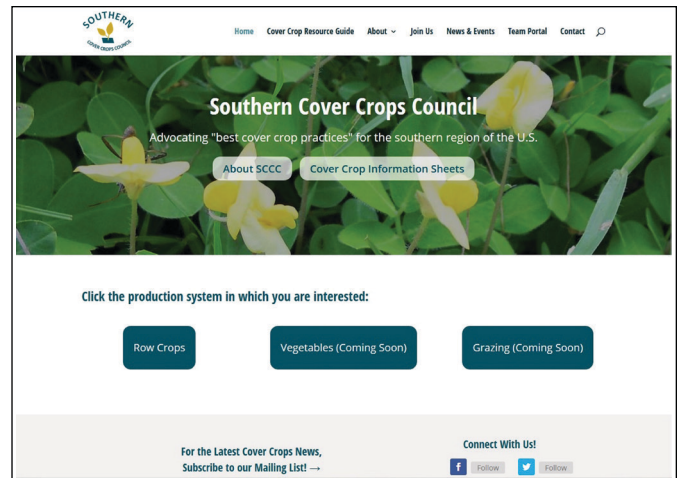 SOUTHERN
COVER CROPS COUNCIL
Home Cover Crop Resource Guide About Join Us News & Events Team Portal Contact
Southern Cover Crops Council
Advocating "best cover crop practices" for the southern region of the U.S.
About SCCC Cover Crop Information Sheets
Click the production system in which you are interested:
Row Crops Vegetables (Coming Soon) Grazing (Coming Soon)
For the Latest Cover Crops News,
Subscribe to our Mailing List! →
Connect With Us!
f Follow Follow